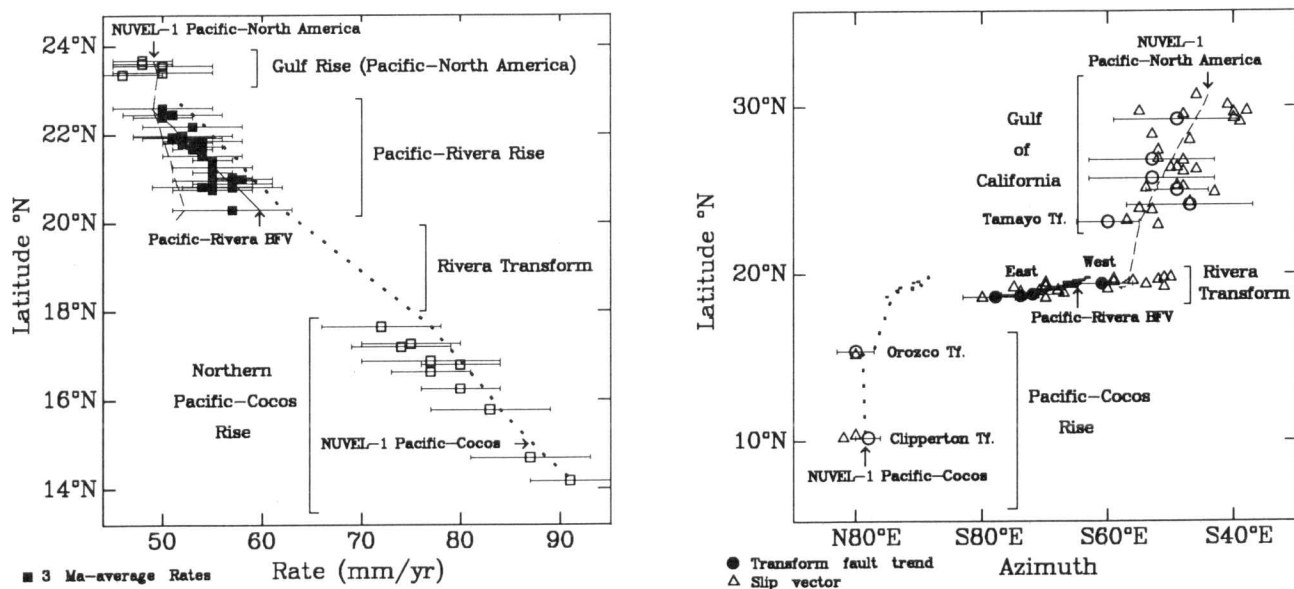 NUVEL-1 Pacific-North America
24°N
22°N
20°N
18°N
16°N
14°N
Latitude °N
Gulf Rise (Pacific-North America)
Pacific-Rivera Rise
Pacific-Rivera BFV
Rivera Transform
Northern
Pacific-Cocos
Rise
NUVEL-1 Pacific-Cocos
50
60
70
80
90
Rate (mm/yr)
3 Ma-average Rates
NUVEL-1
Pacific-North
America
30°N
20°N
10°N
Latitude °N
Gulf
of
California
Tamayo Tf.
East
West
Rivera
Transform
Pacific-Rivera BFV
Orozco Tf.
Pacific-Cocos
Rise
Clipperton Tf.
NUVEL-1 Pacific-Cocos
N80°E
S80°E
S60°E
S40°E
Azimuth
Transform fault trend
Slip vector